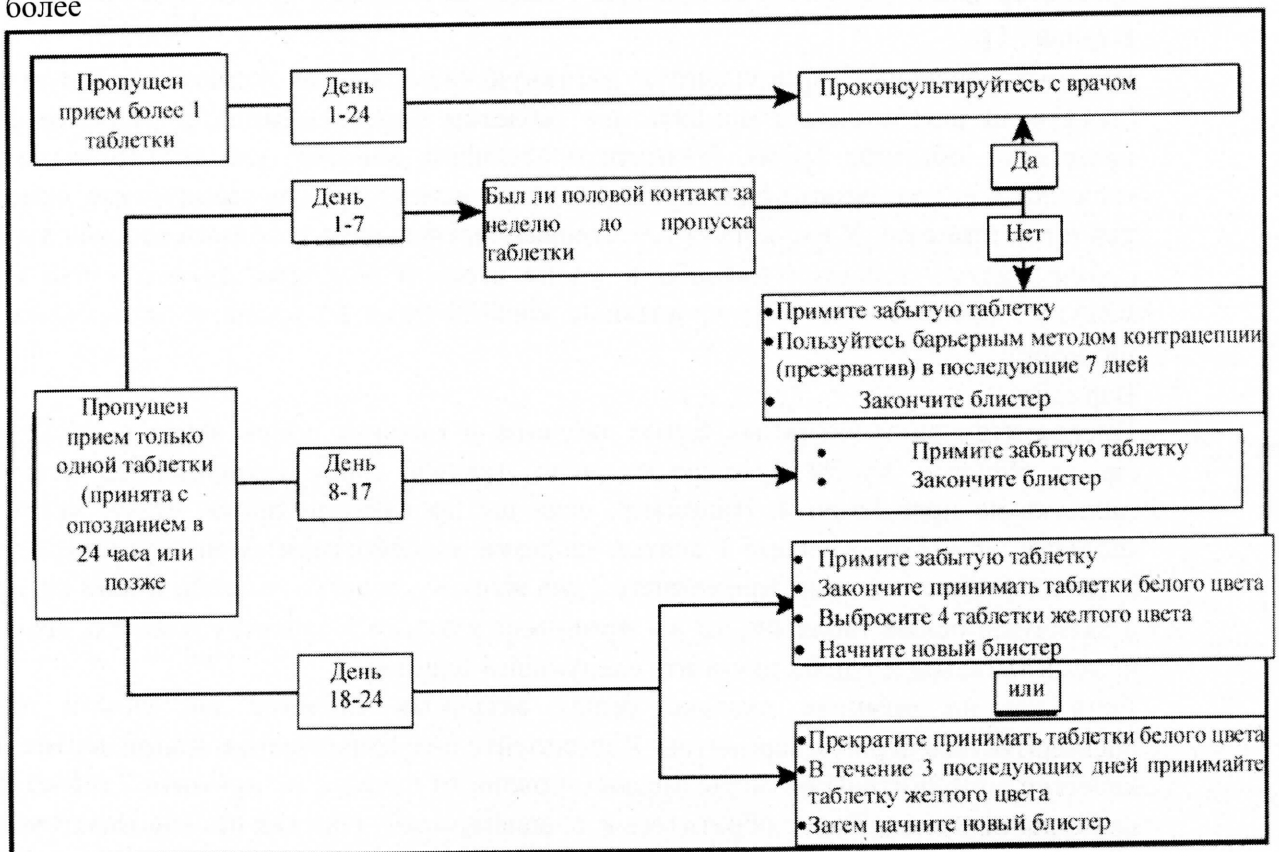 более
Пропущен
прием более 1
таблетки
День
1-24
Проконсультируйтесь с врачом
Да
День
1-7
Был ли половой контакт за
неделю до пропуска
таблетки
Нет
•Примите забытую таблетку
•Пользуйтесь барьерным методом контрацепции
(презерватив) в последующие 7 дней
• Закончите блистер
Пропущен
прием только
одной таблетки
(принята с
опозданием в
24 часа или
позже
День
8-17
• Примите забытую таблетку
• Закончите блистер
• Примите забытую таблетку
• Закончите принимать таблетки белого цвета
• Выбросите 4 таблетки желтого цвета
• Начните новый блистер
День
18-24
или
•Прекратите принимать таблетки белого цвета
•В течение 3 последующих дней принимайте
таблетку желтого цвета
•Затем начните новый блистер